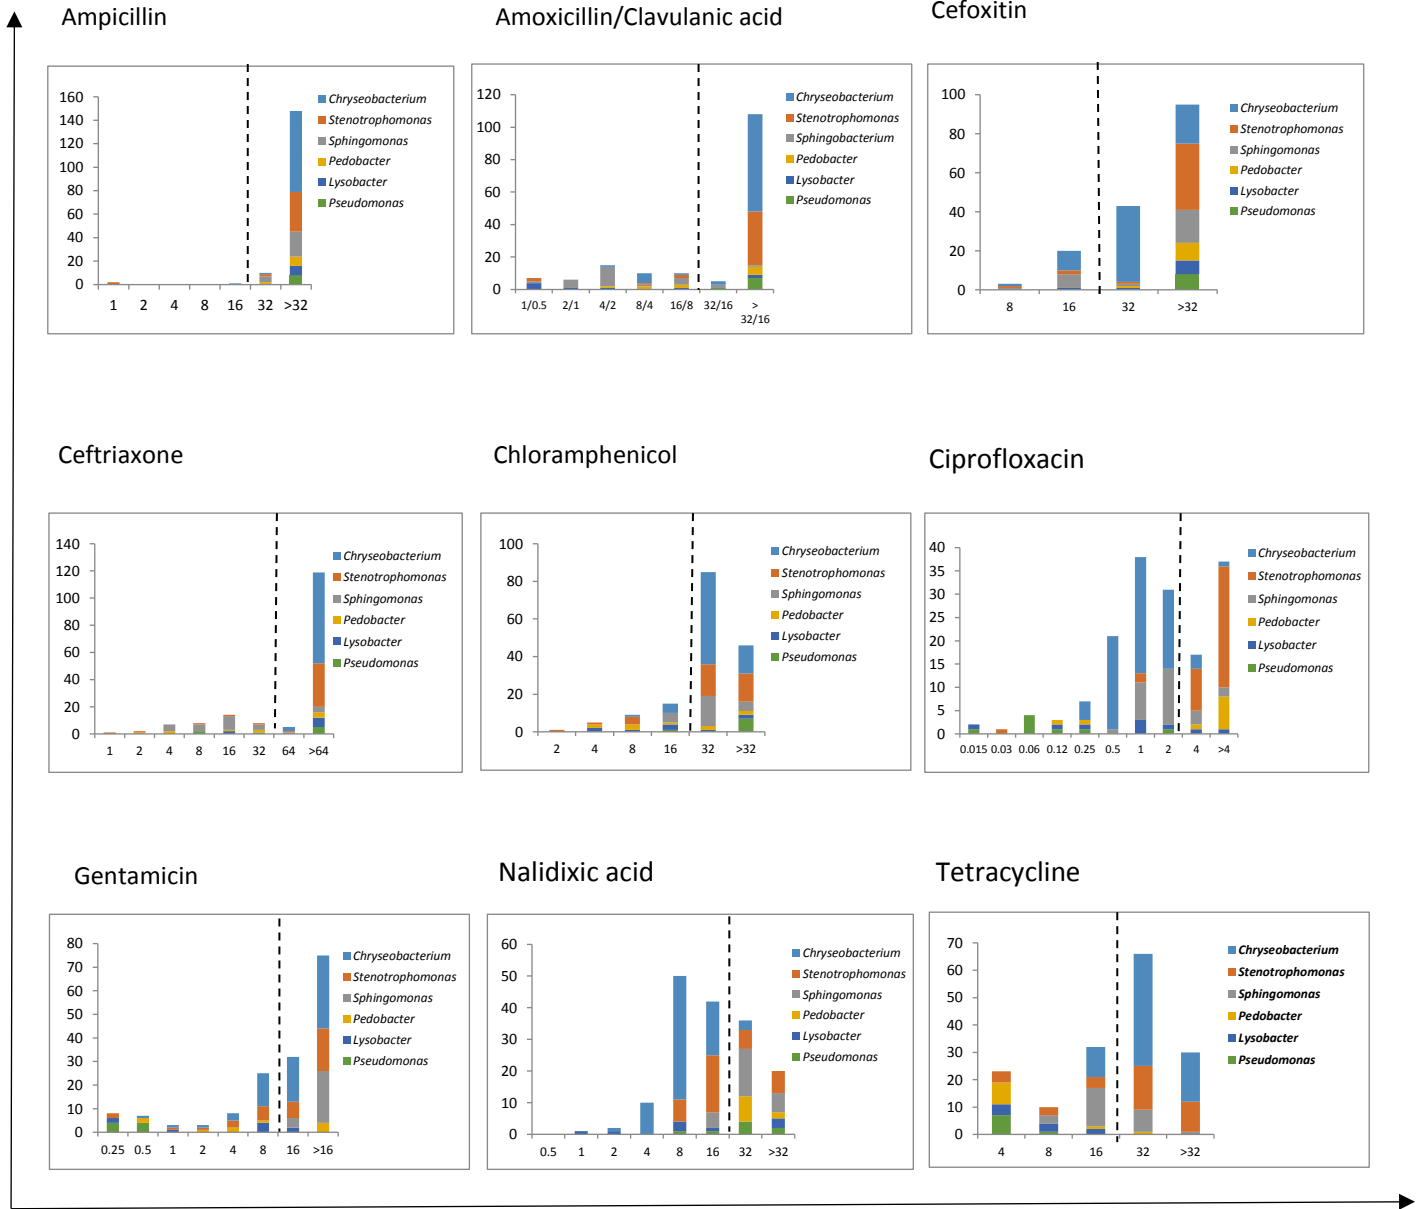 Ampicillin
160
140
120
100
80
60
40
20
0
1 2 4 8 16 32 >32
Chryseobacterium
Stenotrophomonas
Sphingomonas
Pedobacter
Lysobacter
Pseudomonas
Amoxicillin/Clavulanic acid
120
100
80
60
40
20
0
1/0.5 2/1 4/2 8/4 16/8 32/16 >
32/16
Chryseobacterium
Stenotrophomonas
Sphingobacterium
Pedobacter
Lysobacter
Pseudomonas
Cefoxitin
100
80
60
40
20
0
8 16 32 >32
Chryseobacterium
Stenotrophomonas
Sphingomonas
Pedobacter
Lysobacter
Pseudomonas
Ceftriaxone
140
120
100
80
60
40
20
0
1 2 4 8 16 32 64 >64
Chryseobacterium
Stenotrophomonas
Sphingomonas
Pedobacter
Lysobacter
Pseudomonas
Chloramphenicol
100
80
60
40
20
0
2 4 8 16 32 >32
Chryseobacterium
Stenotrophomonas
Sphingomonas
Pedobacter
Lysobacter
Pseudomonas
Ciprofloxacin
40
35
30
25
20
15
10
5
0
0.015 0.03 0.06 0.12 0.25 0.5 1 2 4 >4
Chryseobacterium
Stenotrophomonas
Sphingomonas
Pedobacter
Lysobacter
Pseudomonas
Gentamicin
80
70
60
50
40
30
20
10
0
0.25 0.5 1 2 4 8 16 >16
Chryseobacterium
Stenotrophomonas
Sphingomonas
Pedobacter
Lysobacter
Pseudomonas
Nalidixic acid
60
50
40
30
20
10
0
0.5 1 2 4 8 16 32 >32
Chryseobacterium
Stenotrophomonas
Sphingomonas
Pedobacter
Lysobacter
Pseudomonas
Tetracycline
70
60
50
40
30
20
10
0
4 8 16 32 >32
Chryseobacterium
Stenotrophomonas
Sphingomonas
Pedobacter
Lysobacter
Pseudomonas